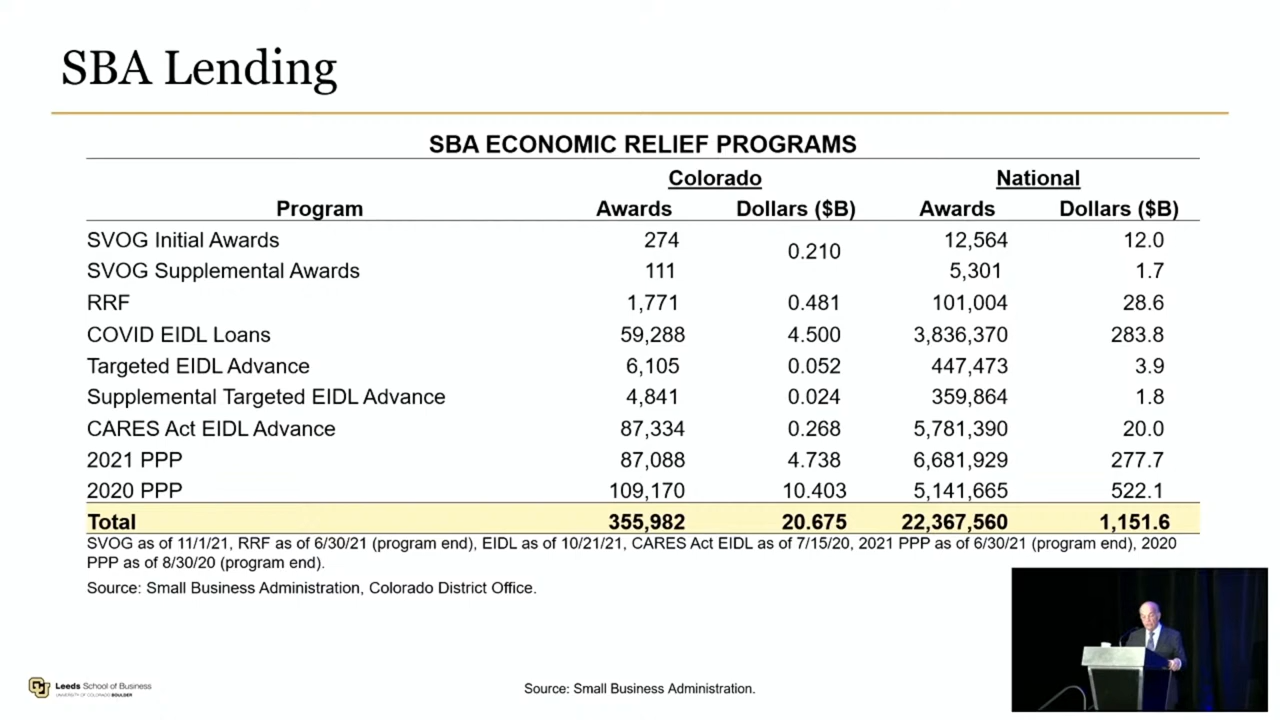 SBA Lending
SBA ECONOMIC RELIEF PROGRAMS
Colorado National
Program Awards Dollars ($B) Awards Dollars ($B)
SVOG Initial Awards 274 0.210 12,564 12.0
SVOG Supplemental Awards 111 5,301 1.7
RRF 1,771 0.481 101,004 28.6
COVID EIDL Loans 59,288 4.500 3,836,370 283.8
Targeted EIDL Advance 6,105 0.052 447,473 3.9
Supplemental Targeted EIDL Advance 4,841 0.024 359,864 1.8
CARES Act EIDL Advance 87,334 0.268 5,781,390 20.0
2021 PPP 87,088 4.738 6,681,929 277.7
2020 PPP 109,170 10.403 5,141,665 522.1
Total 355,982 20.675 22,367,560 1,151.6
SVOG as of 11/1/21, RRF as of 6/30/21 (program end), EIDL as of 10/21/21, CARES Act EIDL as of 7/15/20, 2021 PPP as of 6/30/21 (program end), 2020
PPP as of 8/30/20 (program end).
Source: Small Business Administration, Colorado District Office.
Leeds School of Business
UNIVERSITY OF COLORADO BOULDER
Source: Small Business Administration.